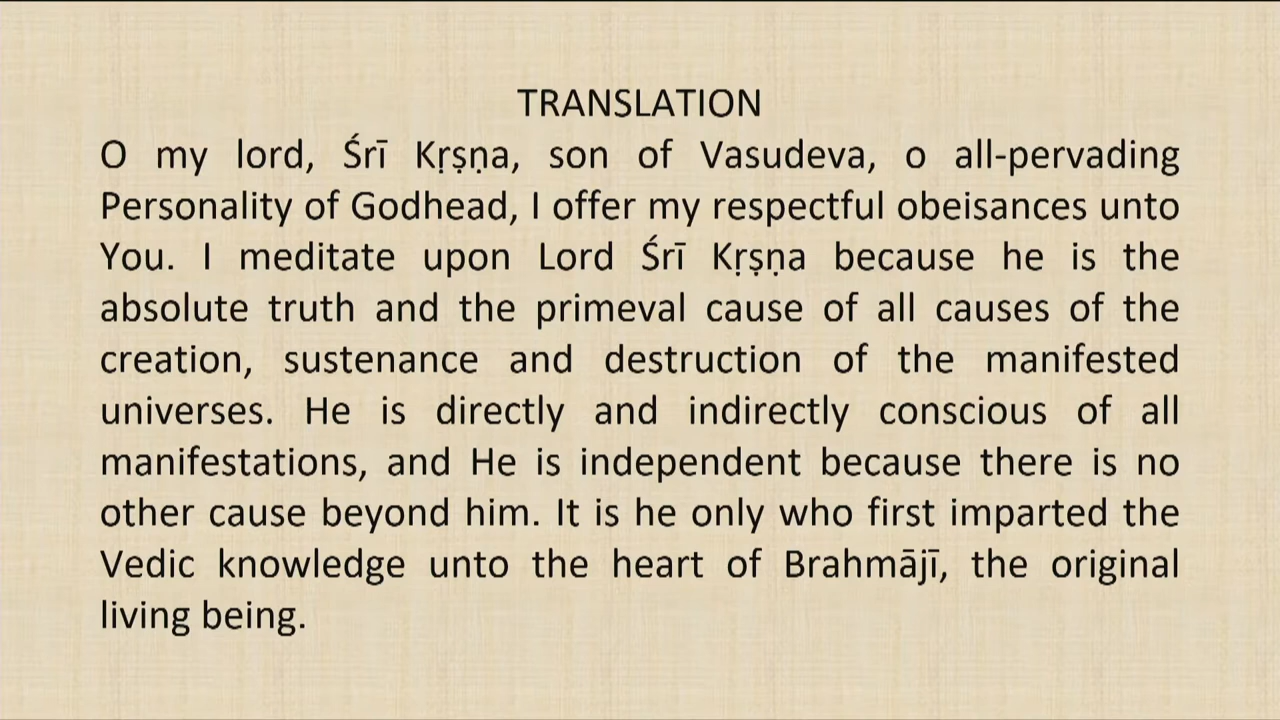 TRANSLATION
O my lord, Śrī Kṛṣṇa, son of Vasudeva, o all-pervading
Personality of Godhead, I offer my respectful obeisances unto
You. I meditate upon Lord Śrī Kṛṣṇa because he is the
absolute truth and the primeval cause of all causes of the
creation, sustenance and destruction of the manifested
universes. He is directly and indirectly conscious of all
manifestations, and He is independent because there is no
other cause beyond him. It is he only who first imparted the
Vedic knowledge unto the heart of Brahmājī, the original
living being.